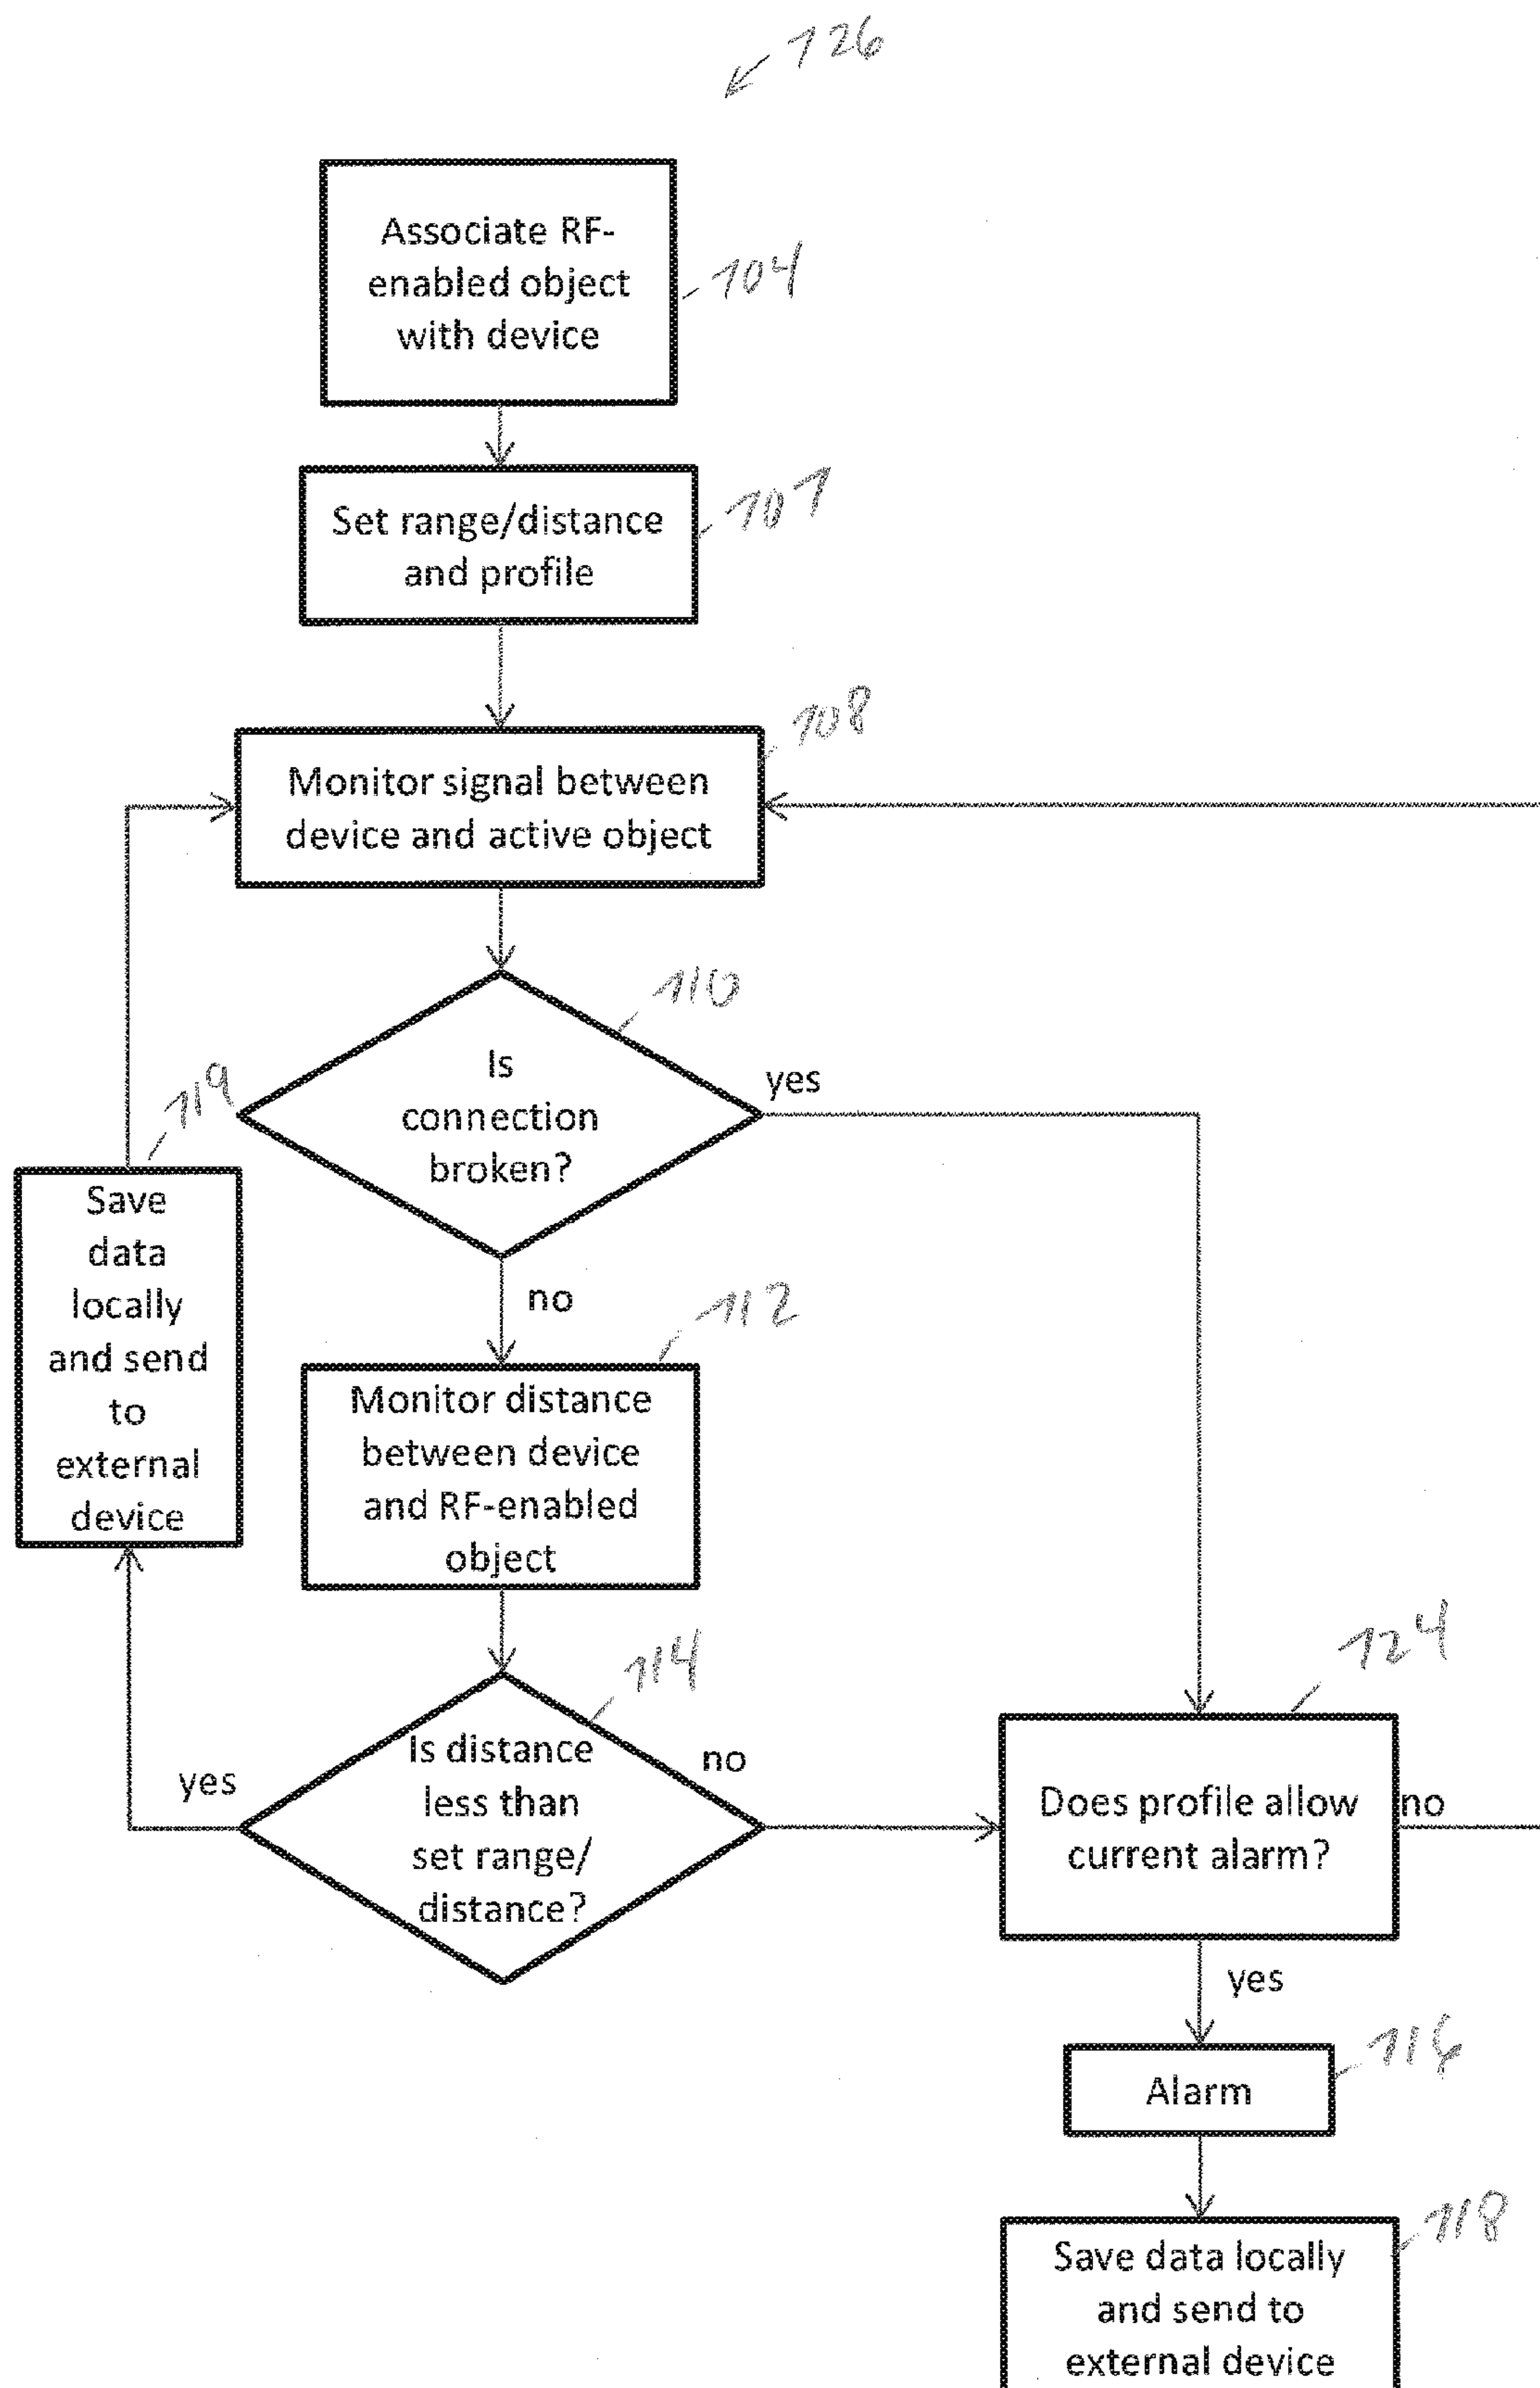 126
Associate RF-
enabled object
with device
104
Set range/distance
and profile
107
108
Monitor signal between
device and active object
110
Is
connection
broken?
yes
119
Save
data
locally
and send
to
external
device
no
112
Monitor distance
between device
and RF-enabled
object
114
Is distance
less than
set range/
distance?
yes
no
124
Does profile allow
current alarm?
no
yes
116
Alarm
118
Save data locally
and send to
external device